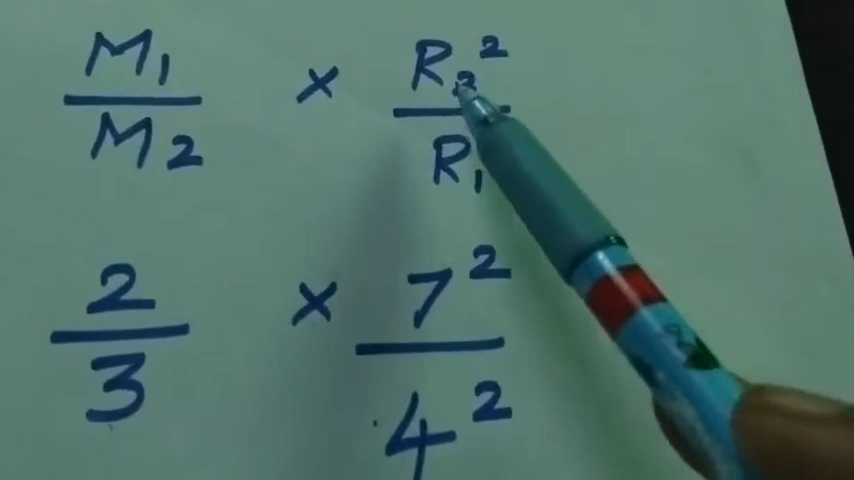 M₁ × R₂²
M₂ R₁
2 × 7²
3 4²